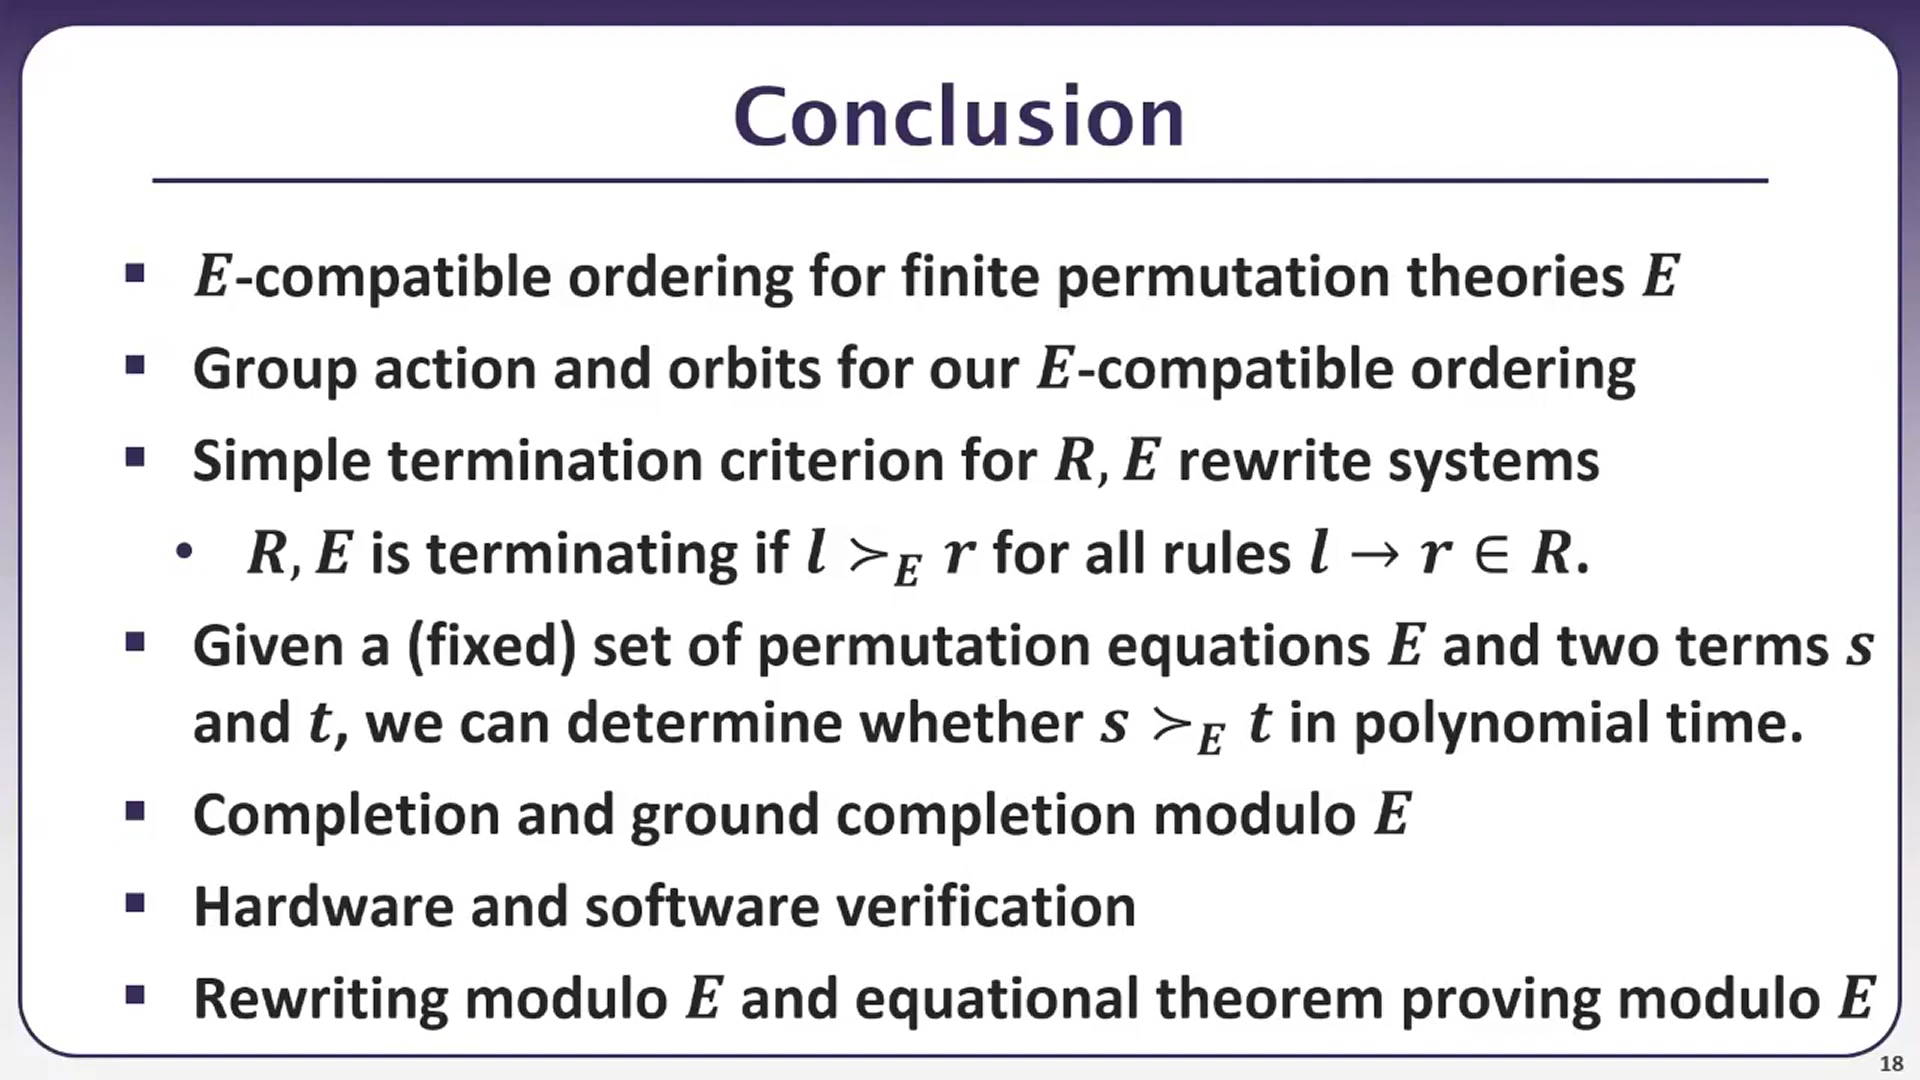 Conclusion
▪ E-compatible ordering for finite permutation theories E
▪ Group action and orbits for our E-compatible ordering
▪ Simple termination criterion for R, E rewrite systems
• R, E is terminating if l ≻_E r for all rules l → r ∈ R.
▪ Given a (fixed) set of permutation equations E and two terms s
and t, we can determine whether s ≻_E t in polynomial time.
▪ Completion and ground completion modulo E
▪ Hardware and software verification
▪ Rewriting modulo E and equational theorem proving modulo E
18